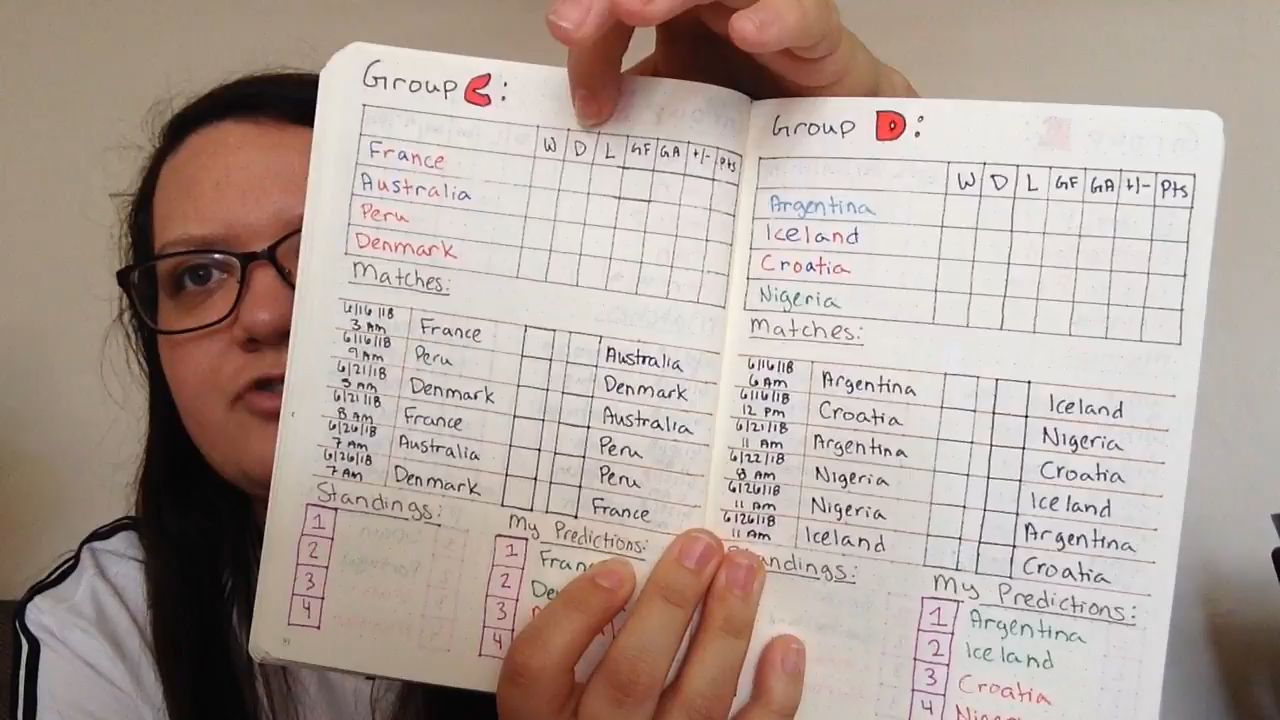 Group C:
W D L GF GA +/- Pts
France
Australia
Peru
Denmark
Matches:
6/16/18
3 AM France Australia
6/16/18
9 AM Peru Denmark
6/21/18
5 AM Denmark Australia
6/21/18
8 AM France Peru
6/26/18
7 AM Australia Peru
6/26/18
7 AM Denmark France
Standings:
1
2
3
4
My Predictions:
1
2
3
4
Group D:
W D L GF GA +/- Pts
Argentina
Iceland
Croatia
Nigeria
Matches:
6/16/18
6 AM Argentina Iceland
6/16/18
12 PM Croatia Nigeria
6/21/18
11 AM Argentina Croatia
6/22/18
8 AM Nigeria Iceland
6/26/18
11 AM Nigeria Argentina
6/26/18
11 AM Iceland Croatia
My Predictions:
1 Argentina
2 Iceland
3 Croatia
4